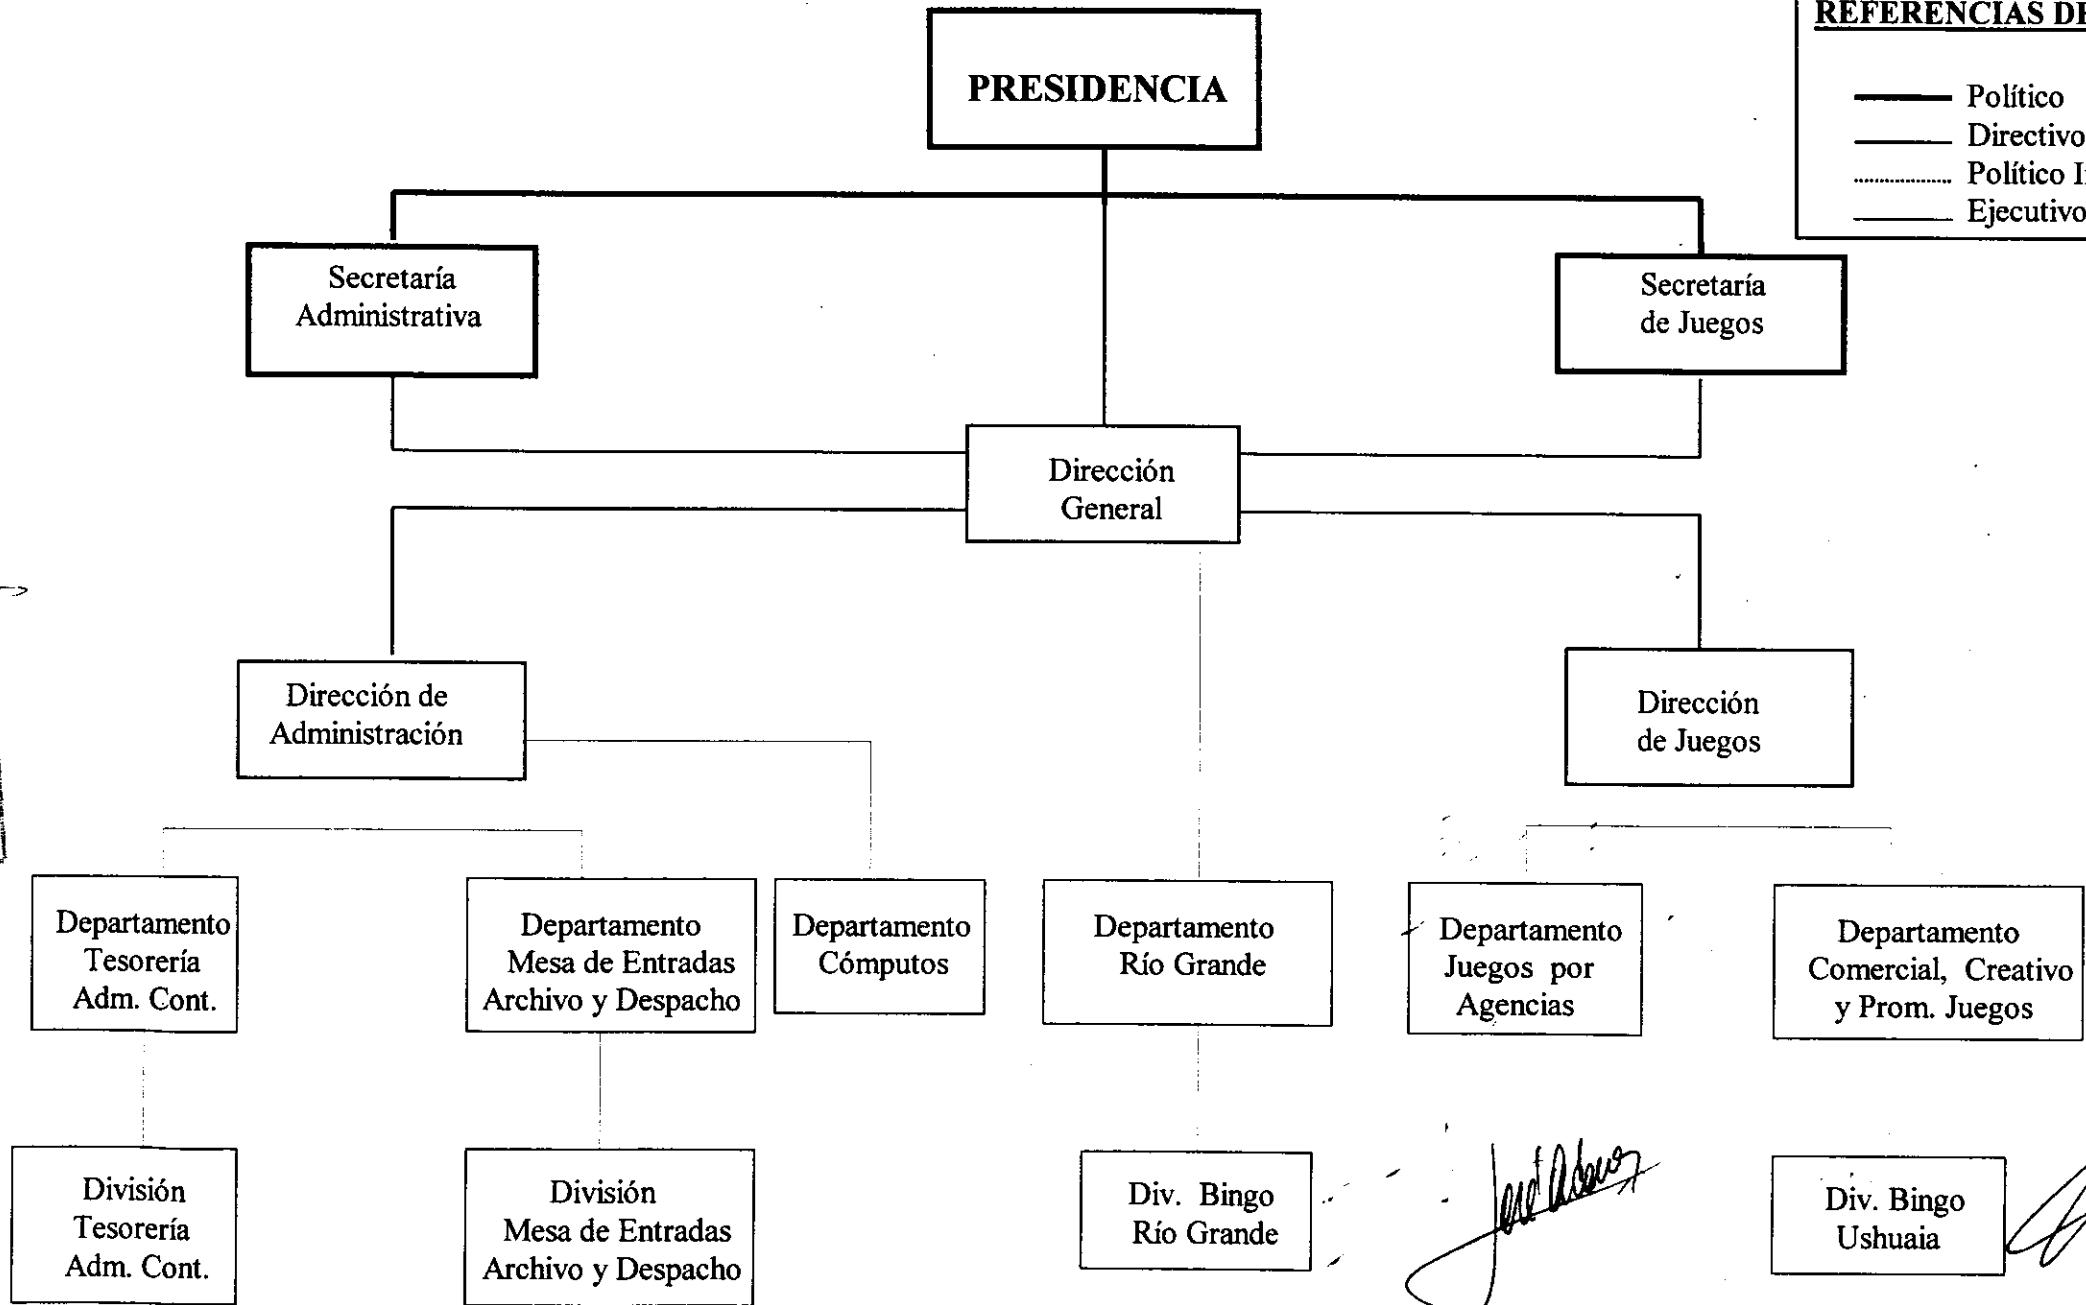 REFERENCIAS
PRESIDENCIA
Político
Directivo
Político
Ejecutivo
Secretaría
Administrativa
Secretaría
de Juegos
Dirección
General
Dirección de
Administración
Dirección
de Juegos
Departamento
Tesorería
Adm. Cont.
Departamento
Mesa de Entradas
Archivo y Despacho
Departamento
Cómputos
Departamento
Río Grande
Departamento
Juegos por
Agencias
Departamento
Comercial, Creativo
y Prom. Juegos
División
Tesorería
Adm. Cont.
División
Mesa de Entradas
Archivo y Despacho
Div. Bingo
Río Grande
Div. Bingo
Ushuaia